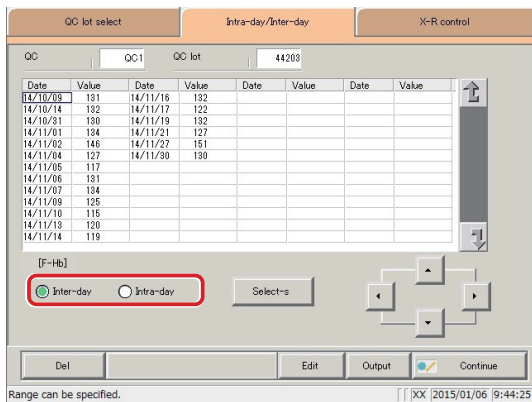 QC lot select Intra-day/Inter-day X-R control
QC QC1 QC lot 44203
Date Value Date Value Date Value Date Value
14/10/09 131 14/11/16 132
14/10/14 132 14/11/17 122
14/10/31 130 14/11/19 132
14/11/01 134 14/11/21 127
14/11/02 146 14/11/27 151
14/11/04 127 14/11/30 130
14/11/05 117
14/11/06 131
14/11/07 134
14/11/09 125
14/11/10 115
14/11/13 120
14/11/14 119
[F-Hb]
Inter-day Intra-day Select-s
Del Edit Output Continue
Range can be specified. XX 2015/01/06 9:44:25